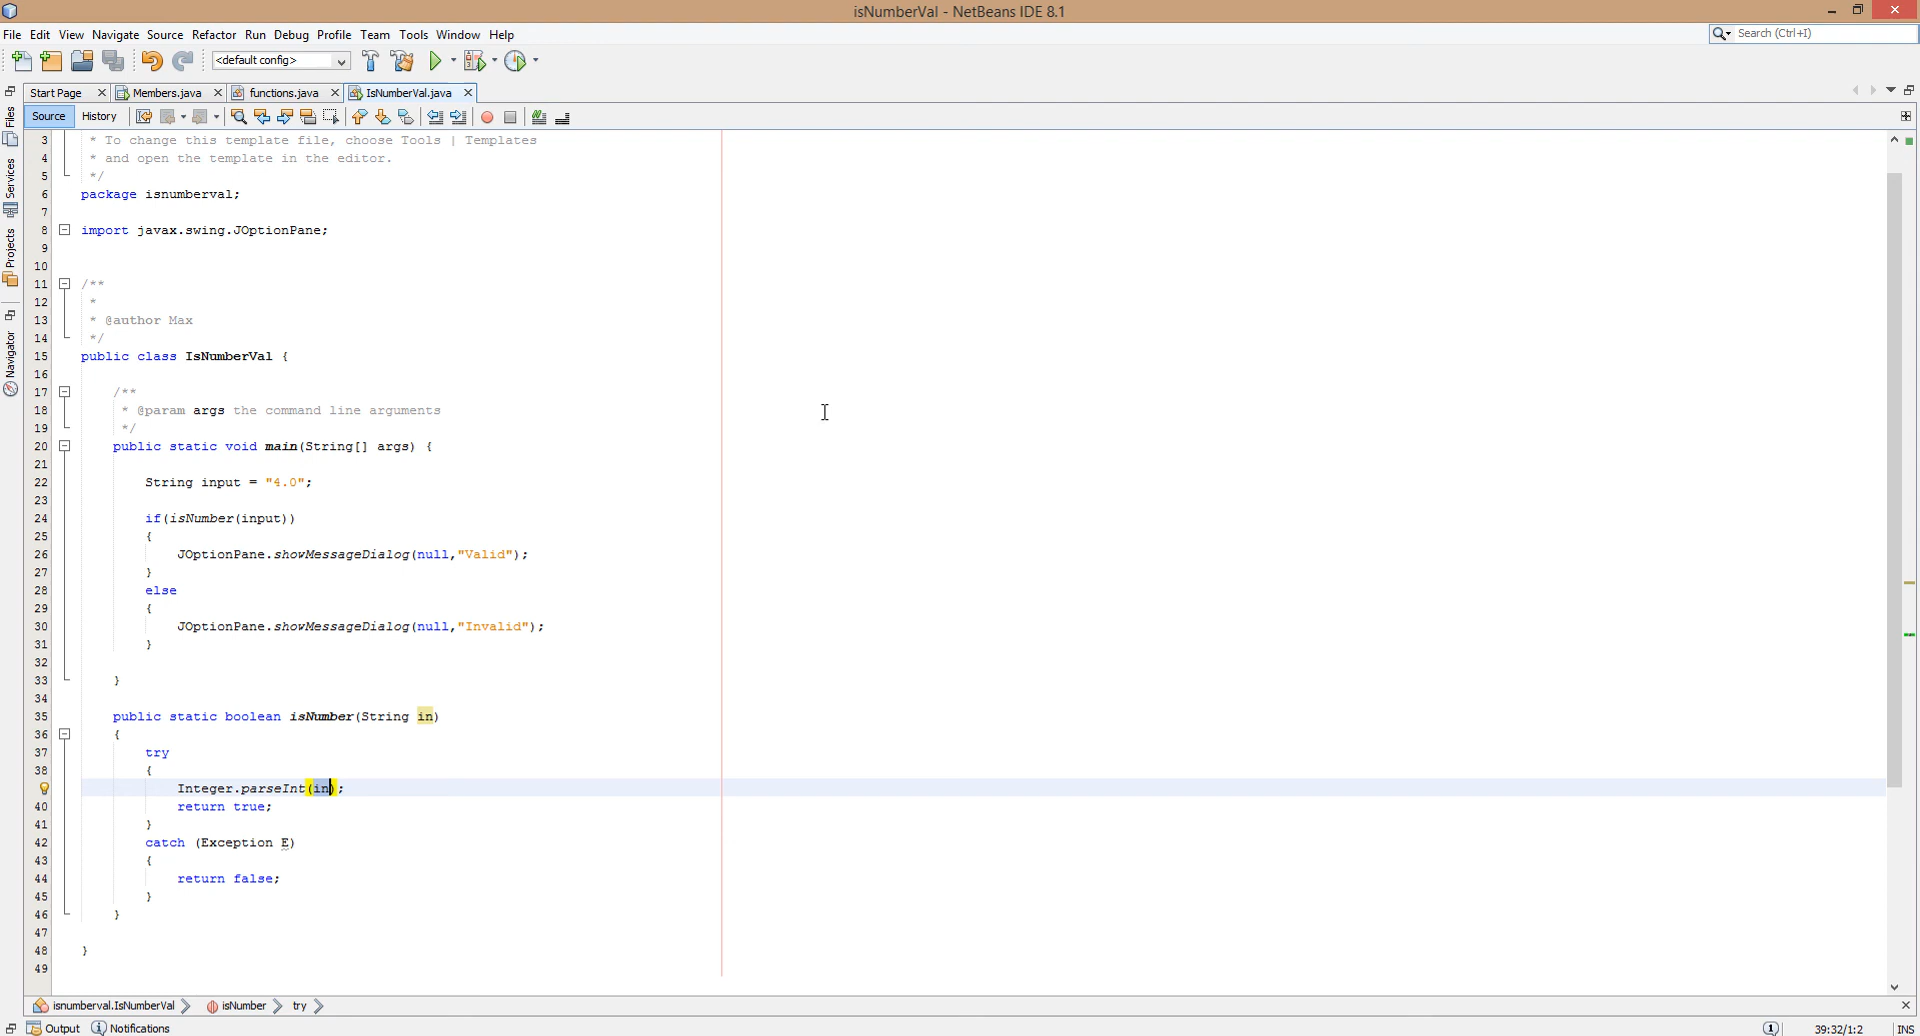 isNumberVal - NetBeans IDE 8.1
File Edit View Navigate Source Refactor Run Debug Profile Team Tools Window Help
Search (Ctrl+I)
<default config>
Start Page Members.java functions.java IsNumberVal.java
Source History
Files
Services
Projects
Navigator
3 * To change this template file, choose Tools | Templates
4 * and open the template in the editor.
5 */
6 package isnumberval;
7
8 import javax.swing.JOptionPane;
9
10
11 /**
12 *
13 * @author Max
14 */
15 public class IsNumberVal {
16
17 /**
18 * @param args the command line arguments
19 */
20 public static void main(String[] args) {
21
22 String input = "4.0";
23
24 if(isNumber(input))
25 {
26 JOptionPane.showMessageDialog(null,"Valid");
27 }
28 else
29 {
30 JOptionPane.showMessageDialog(null,"Invalid");
31 }
32
33 }
34
35 public static boolean isNumber(String in)
36 {
37 try
38 {
Integer.parseInt(in);
40 return true;
41 }
42 catch (Exception E)
43 {
44 return false;
45 }
46 }
47
48 }
49
isnumberval.IsNumberVal isNumber try
Output Notifications
1 39:32/1:2 INS